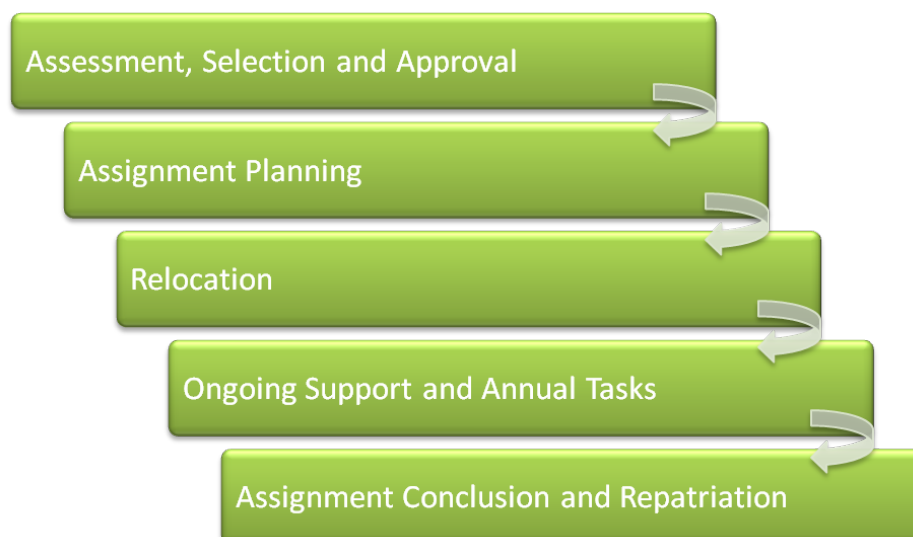 Assessment, Selection and Approval
Assignment Planning
Relocation
Ongoing Support and Annual Tasks
Assignment Conclusion and Repatriation